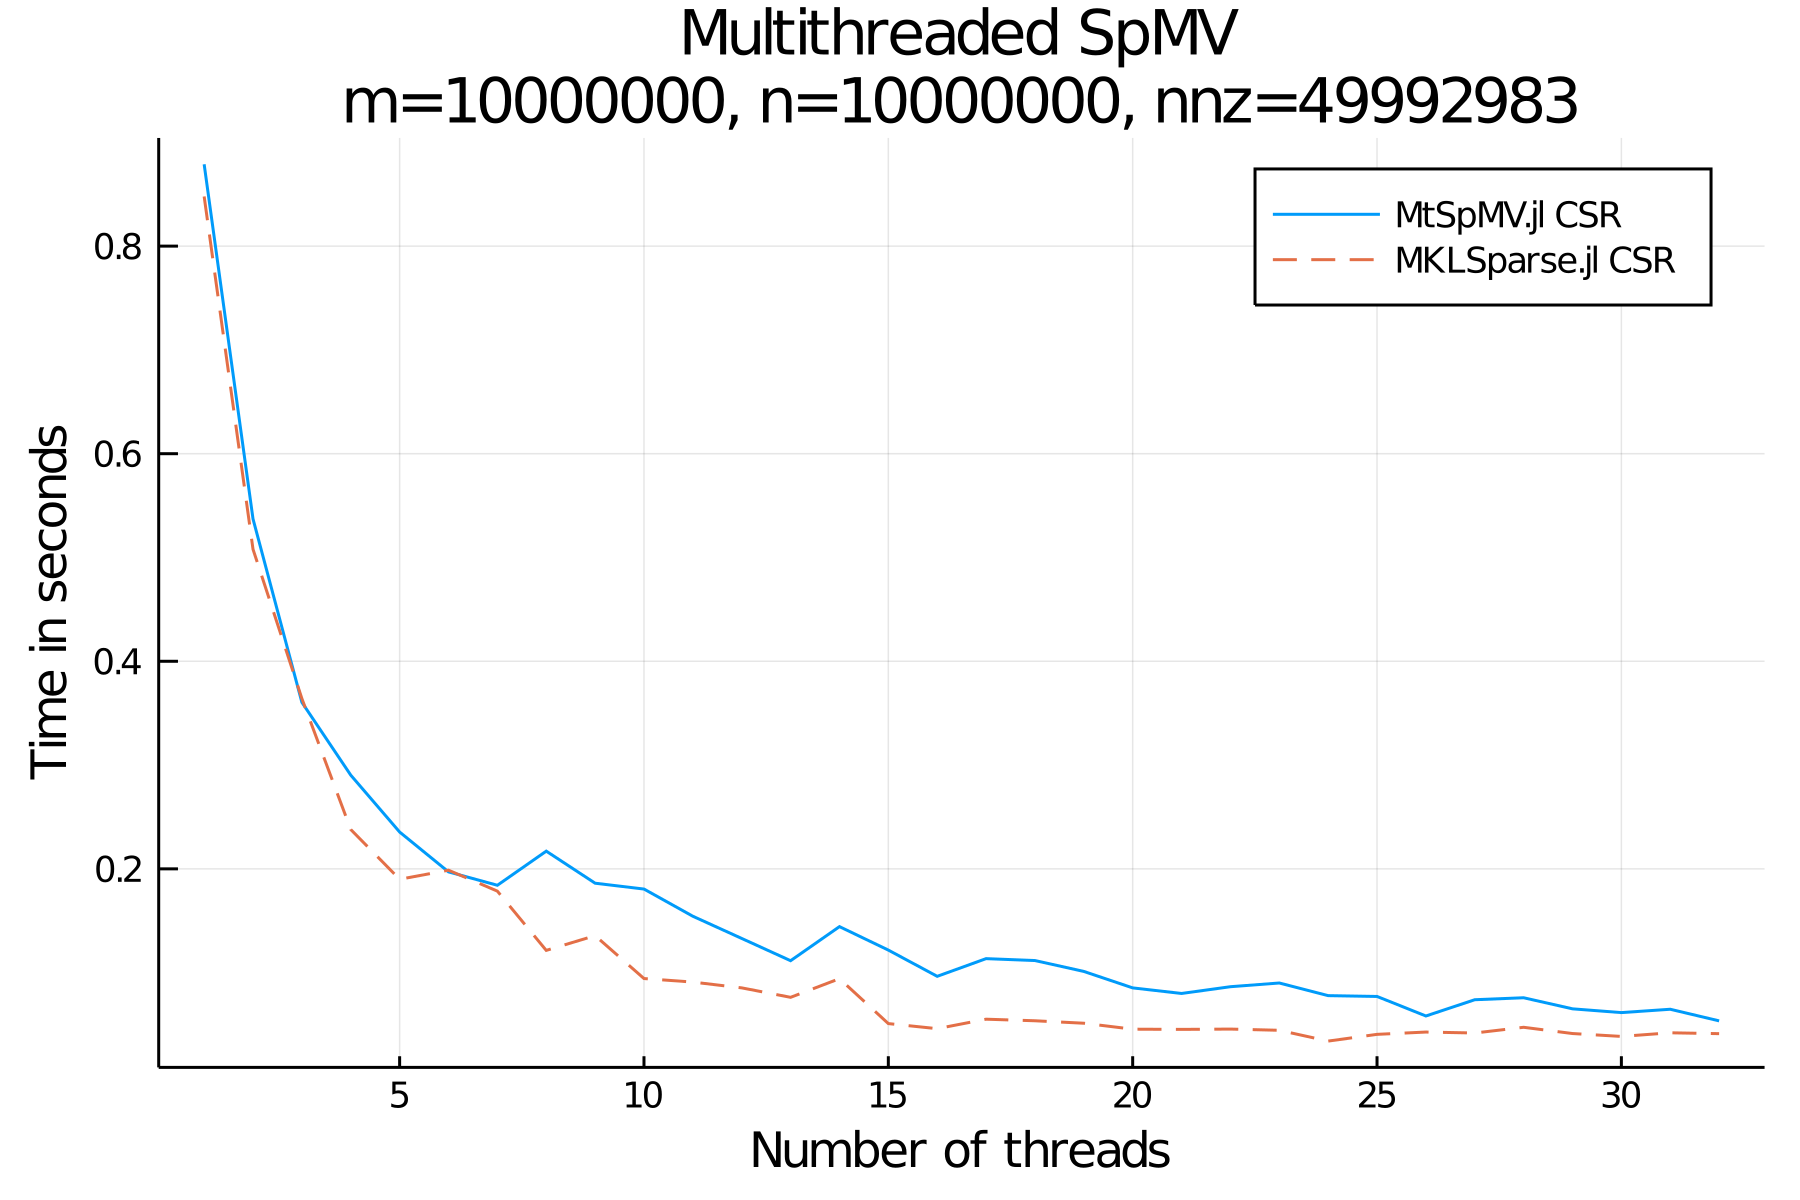 Multithreaded SpMV
m=10000000, n=10000000, nnz=49992983
MtSpMV.jl CSR
MKLSparse.jl CSR
Time in seconds
0.8
0.6
0.4
0.2
5
10
15
20
25
30
Number of threads